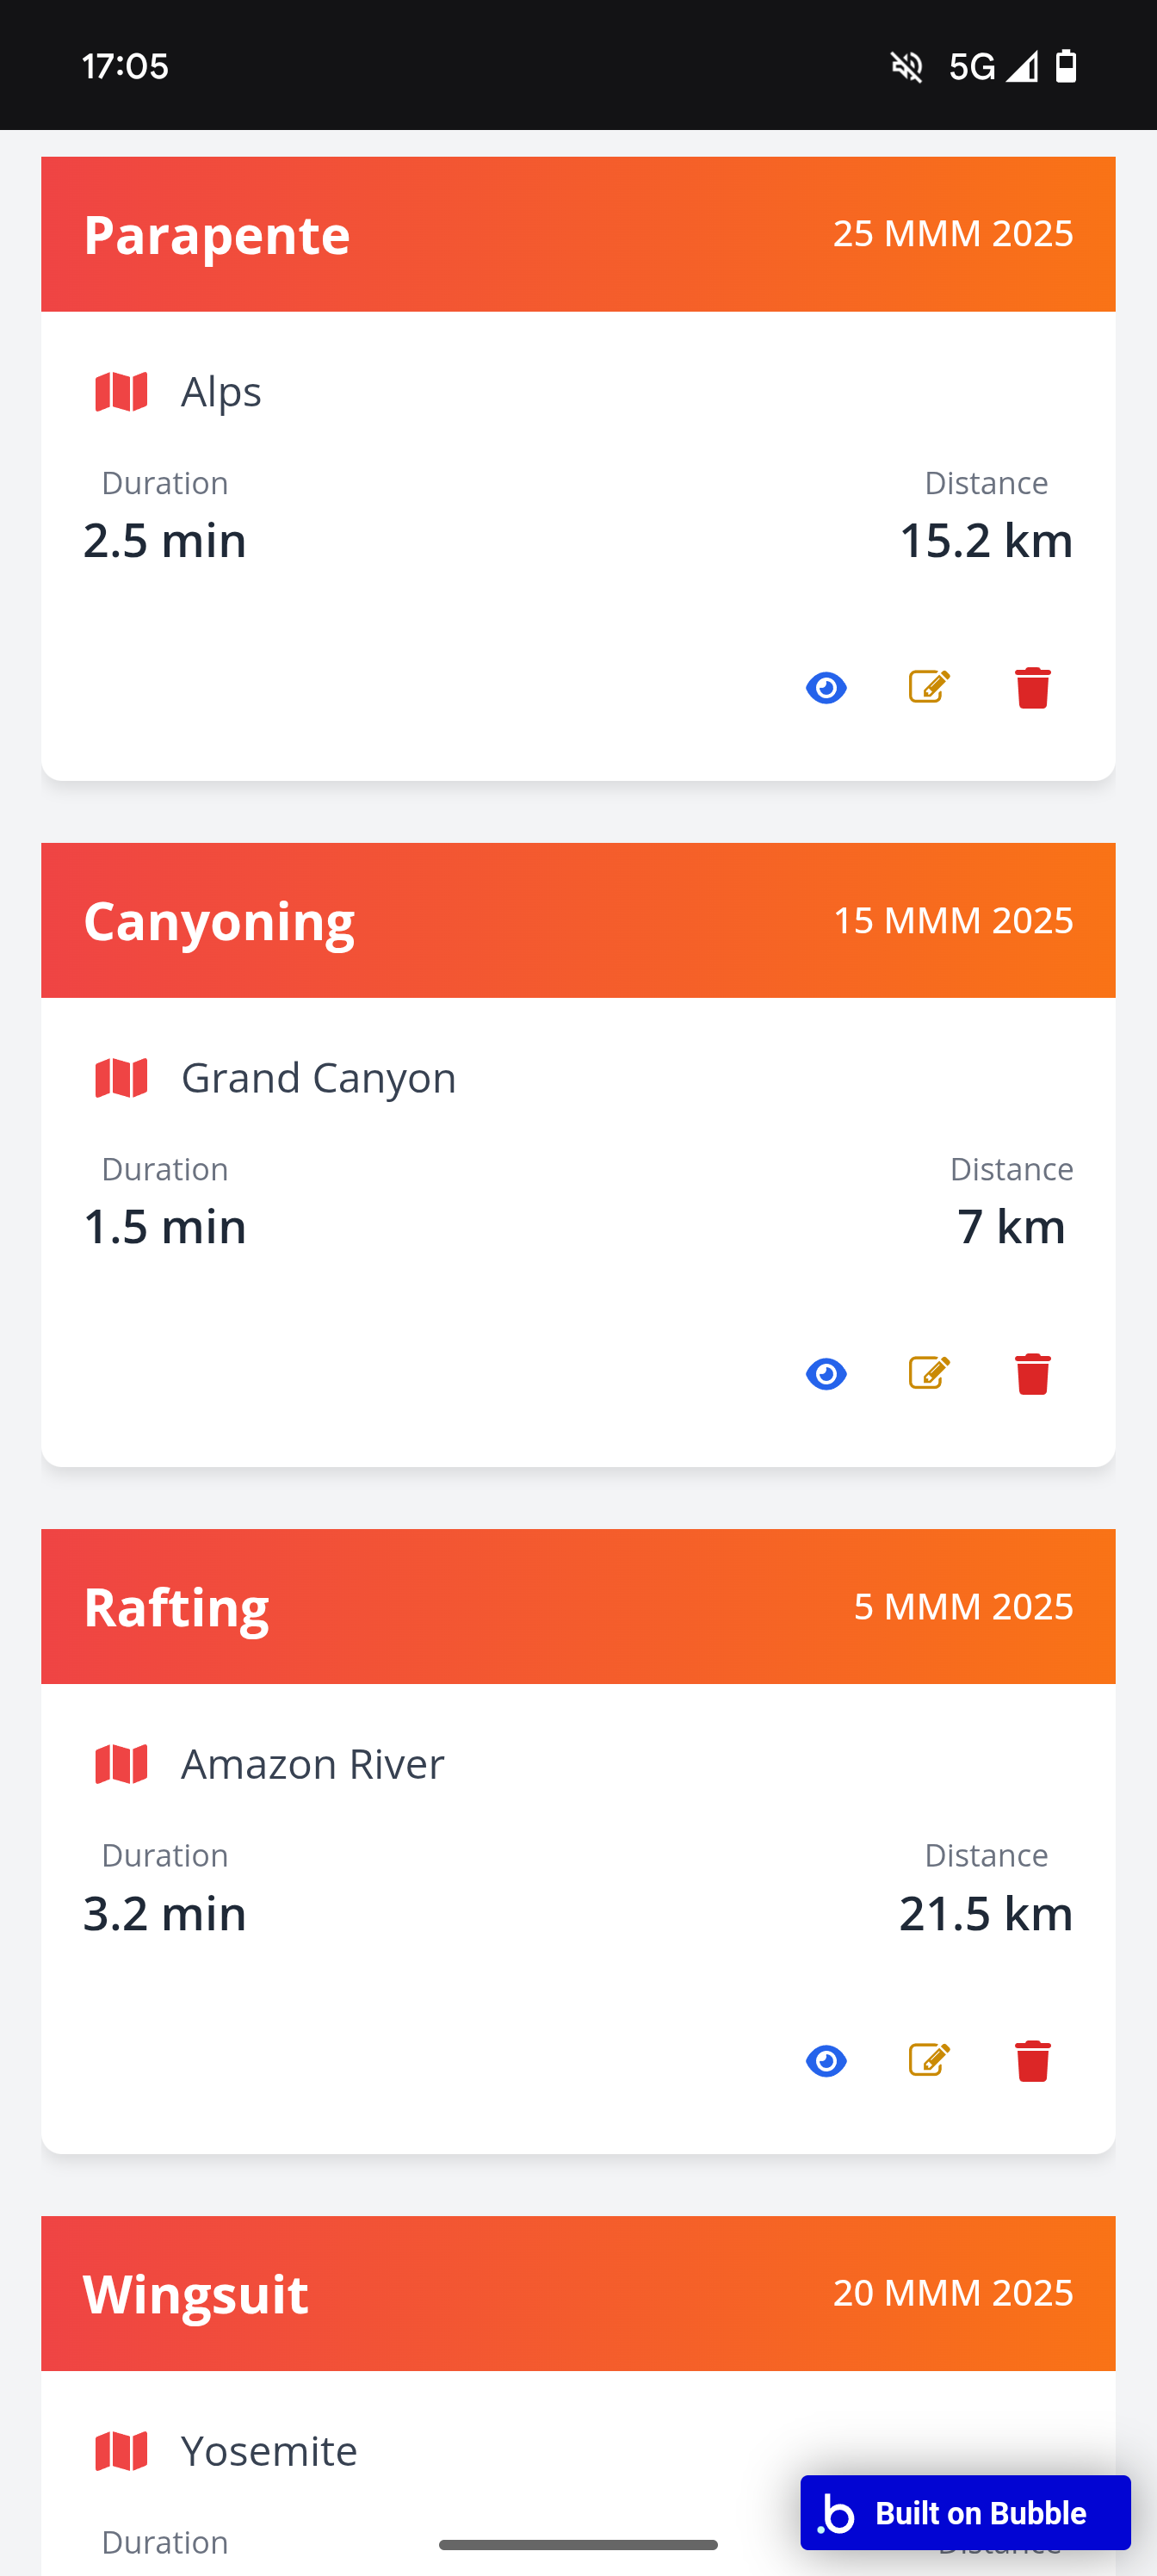 17:05 5G
Parapente 25 MMM 2025
Alps
Duration Distance
2.5 min 15.2 km
Canyoning 15 MMM 2025
Grand Canyon
Duration Distance
1.5 min 7 km
Rafting 5 MMM 2025
Amazon River
Duration Distance
3.2 min 21.5 km
Wingsuit 20 MMM 2025
Yosemite
Built on Bubble
Duration Distance